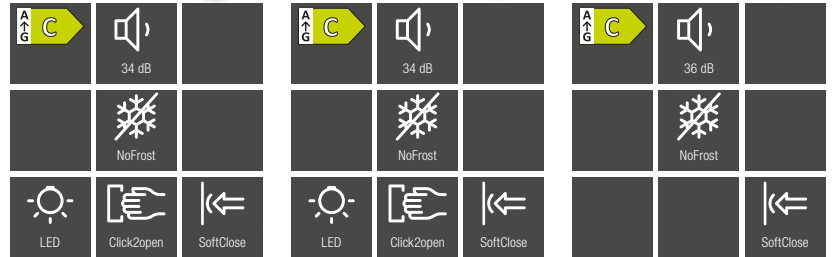 A
G
C
34 dB
A
G
C
34 dB
A
G
C
36 dB
NoFrost
NoFrost
NoFrost
LED
Click2open
SoftClose
LED
Click2open
SoftClose
SoftClose